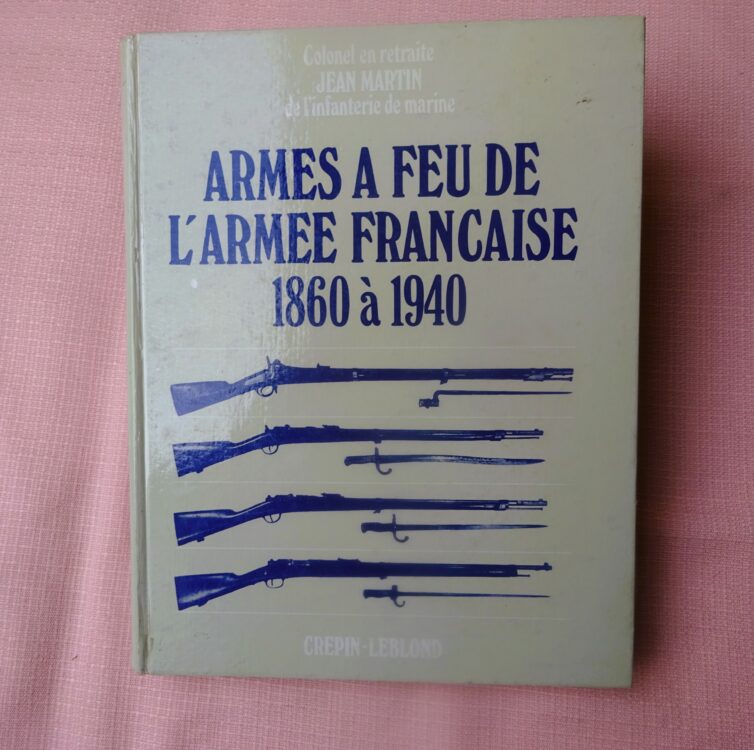 Colonel en retraite
JEAN MARTIN
de l'infanterie de marine
ARMES A FEU DE
L'ARMEE FRANCAISE
1860 à 1940
CREPIN-LEBLOND